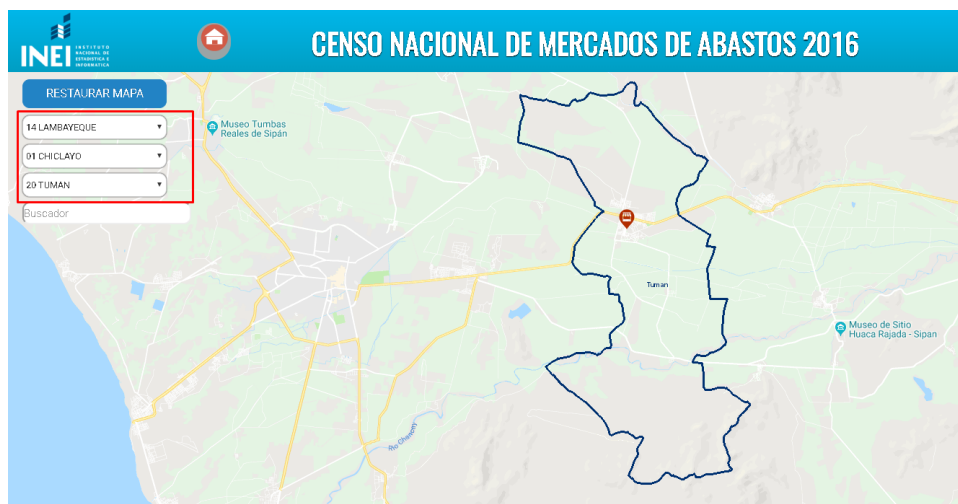 INEI
INSTITUTO
NACIONAL DE
ESTADÍSTICA E
INFORMÁTICA
CENSO NACIONAL DE MERCADOS DE ABASTOS 2016
RESTAURAR MAPA
14 LAMBAYEQUE
01 CHICLAYO
20 TUMAN
Buscador
Museo Tumbas
Reales de Sipán
Tuman
Museo de Sitio
Huaca Rajada - Sipan
Río Chancay